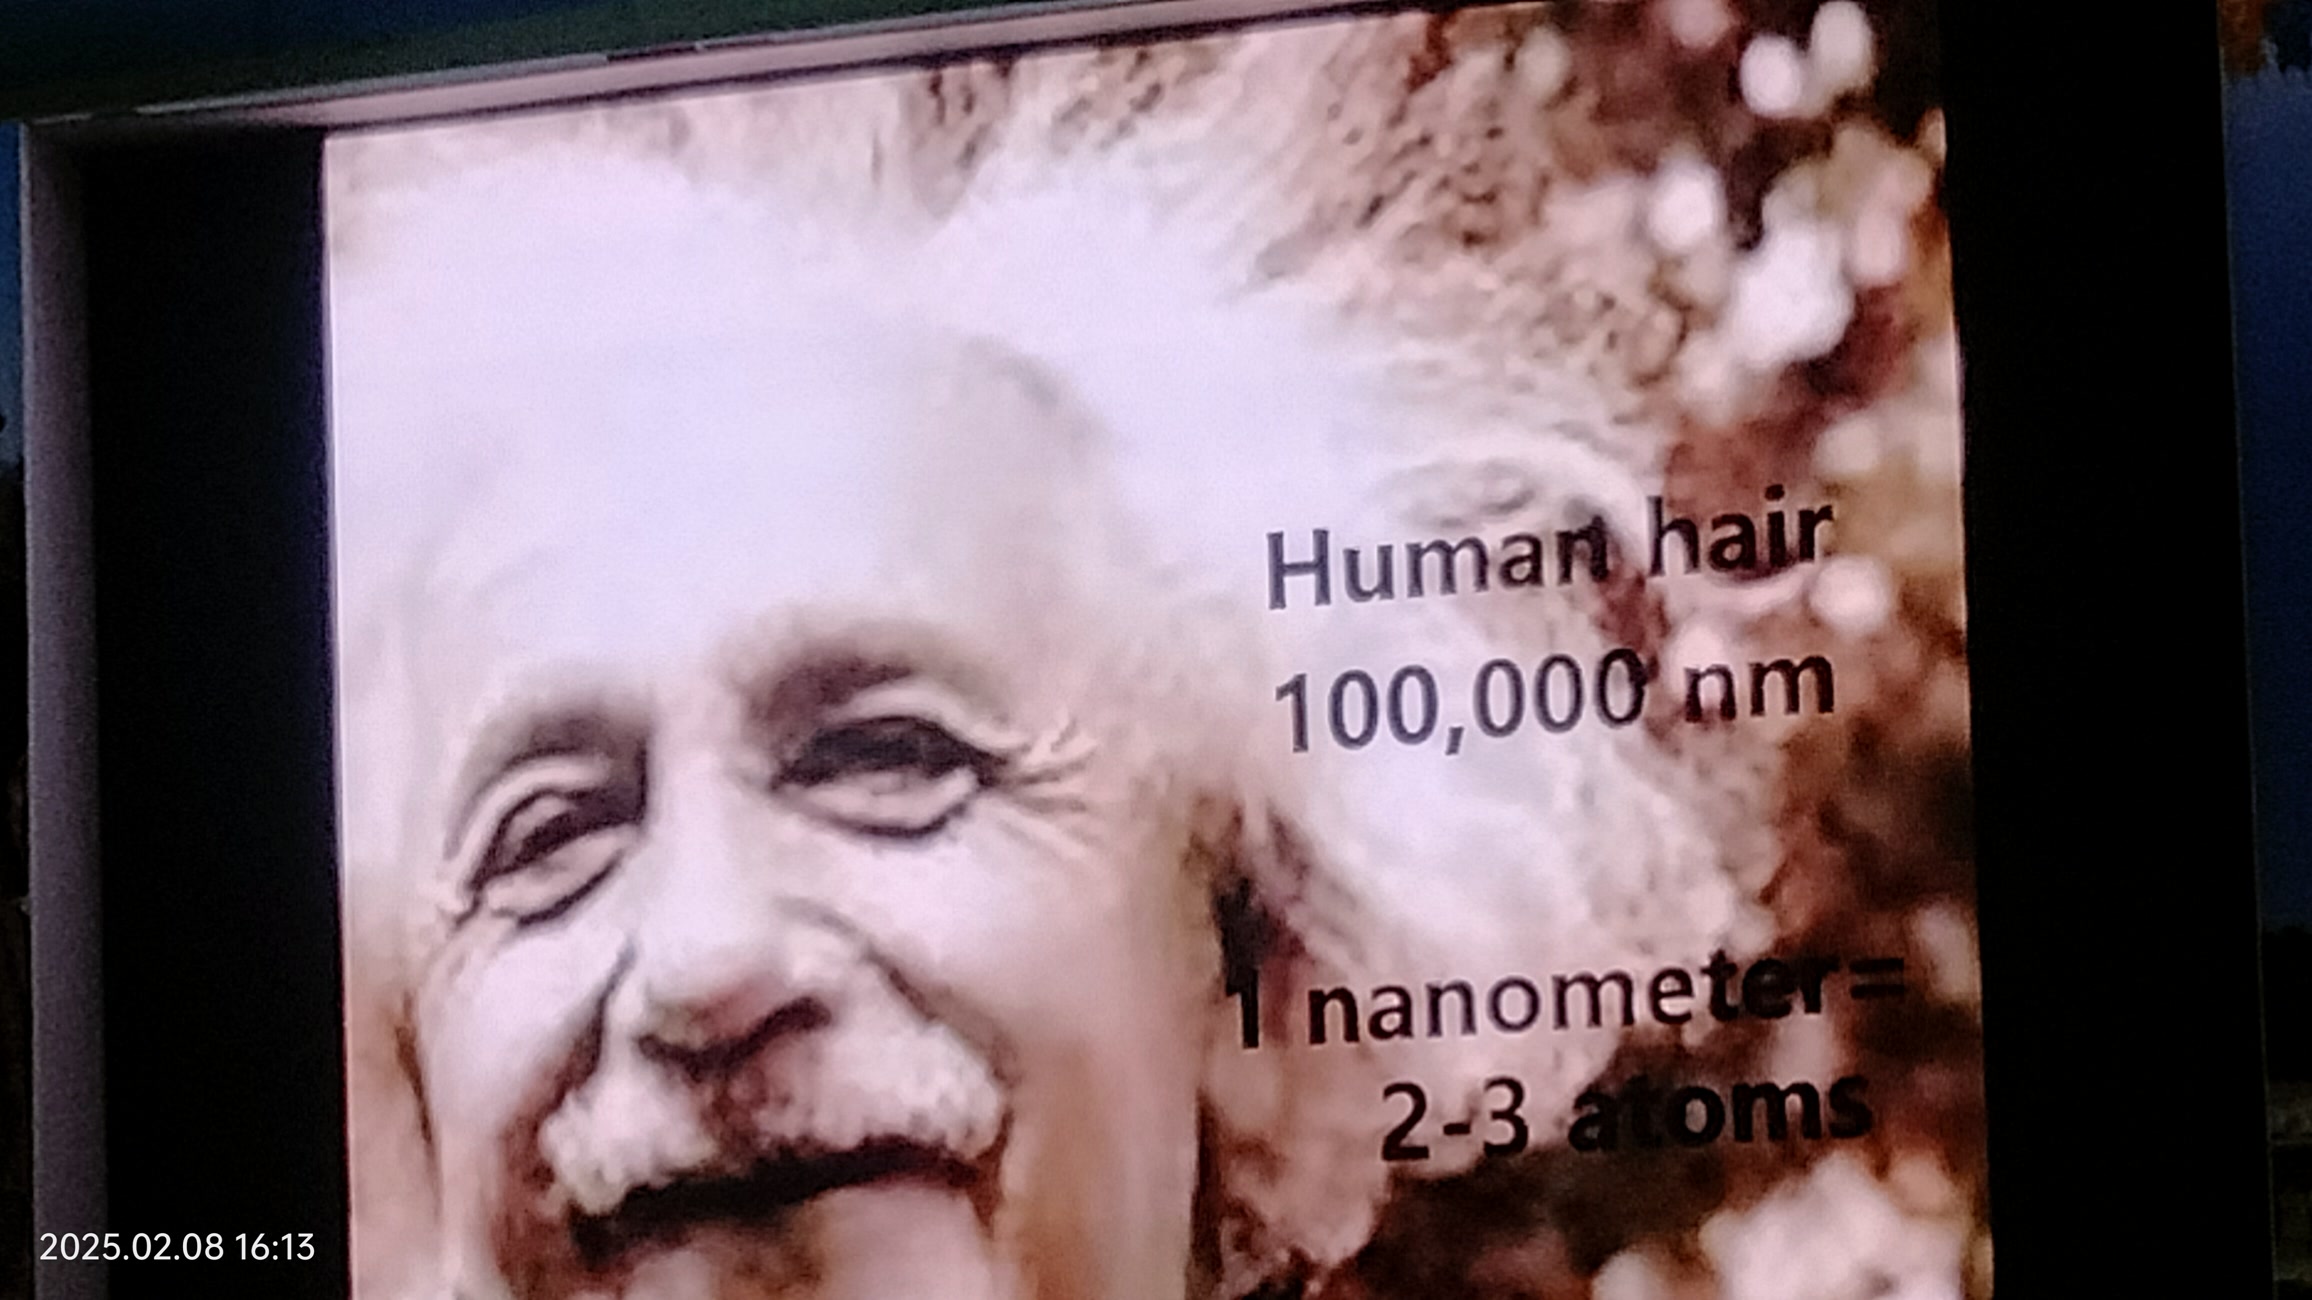 Human hair
100,000 nm
1 nanometer=
2-3 atoms
2025.02.08 16:13